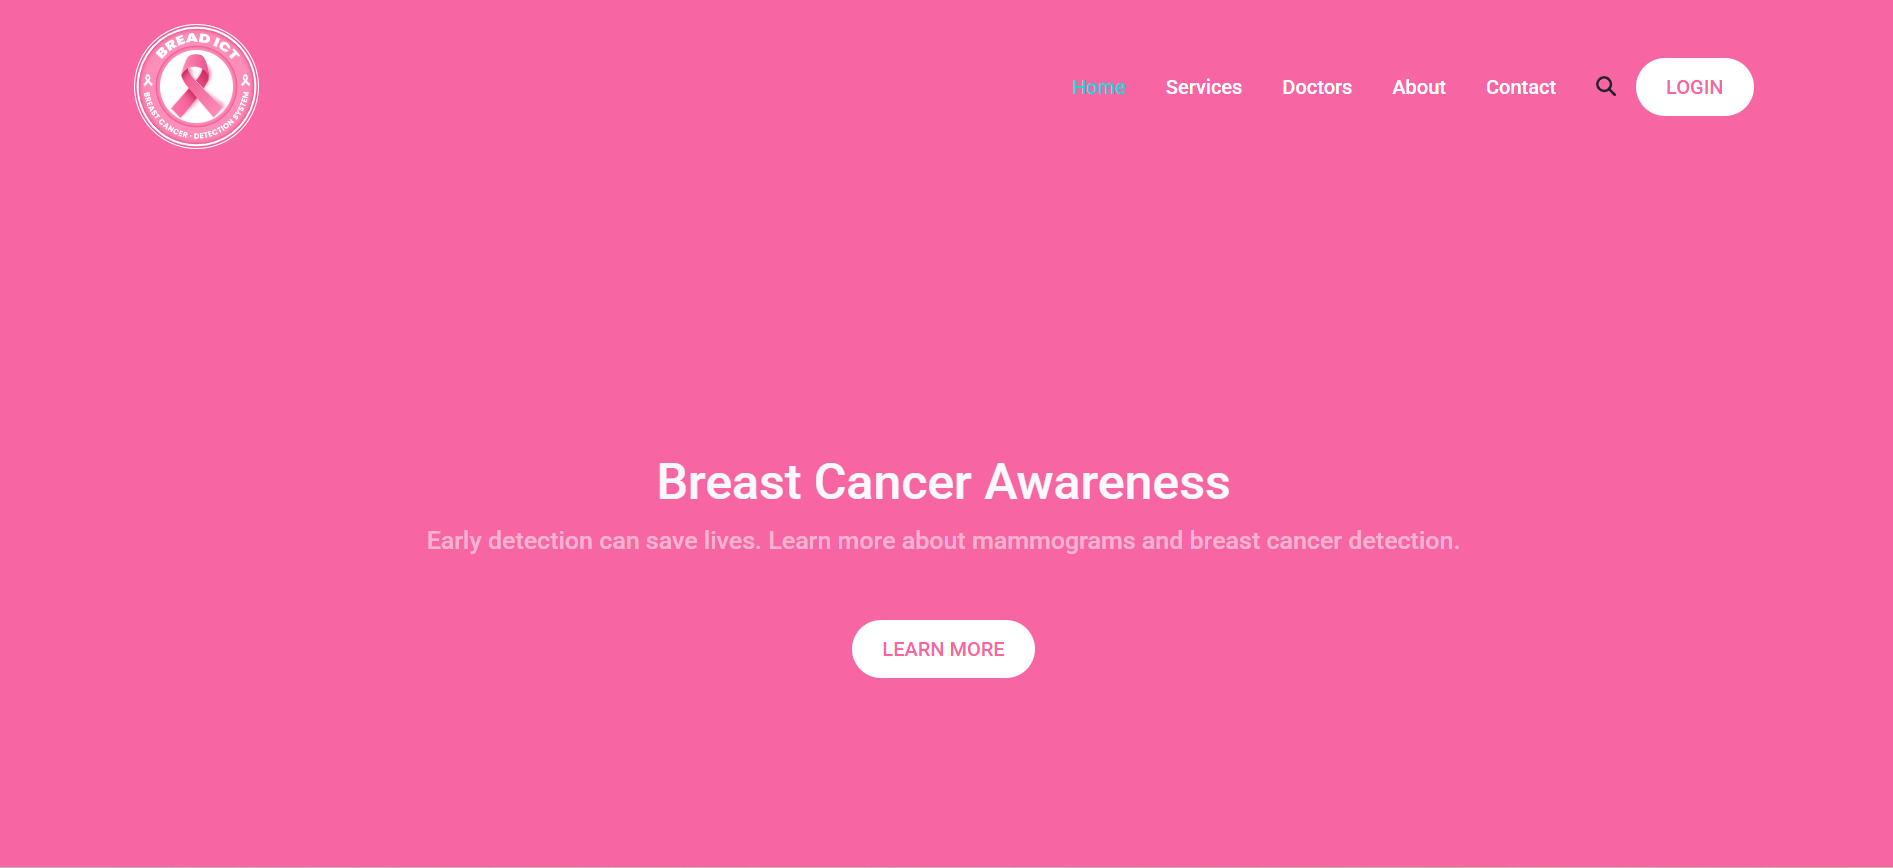 BREAD ICT
BREAST CANCER - DETECTION SYSTEM
Home Services Doctors About Contact LOGIN
Breast Cancer Awareness
Early detection can save lives. Learn more about mammograms and breast cancer detection.
LEARN MORE